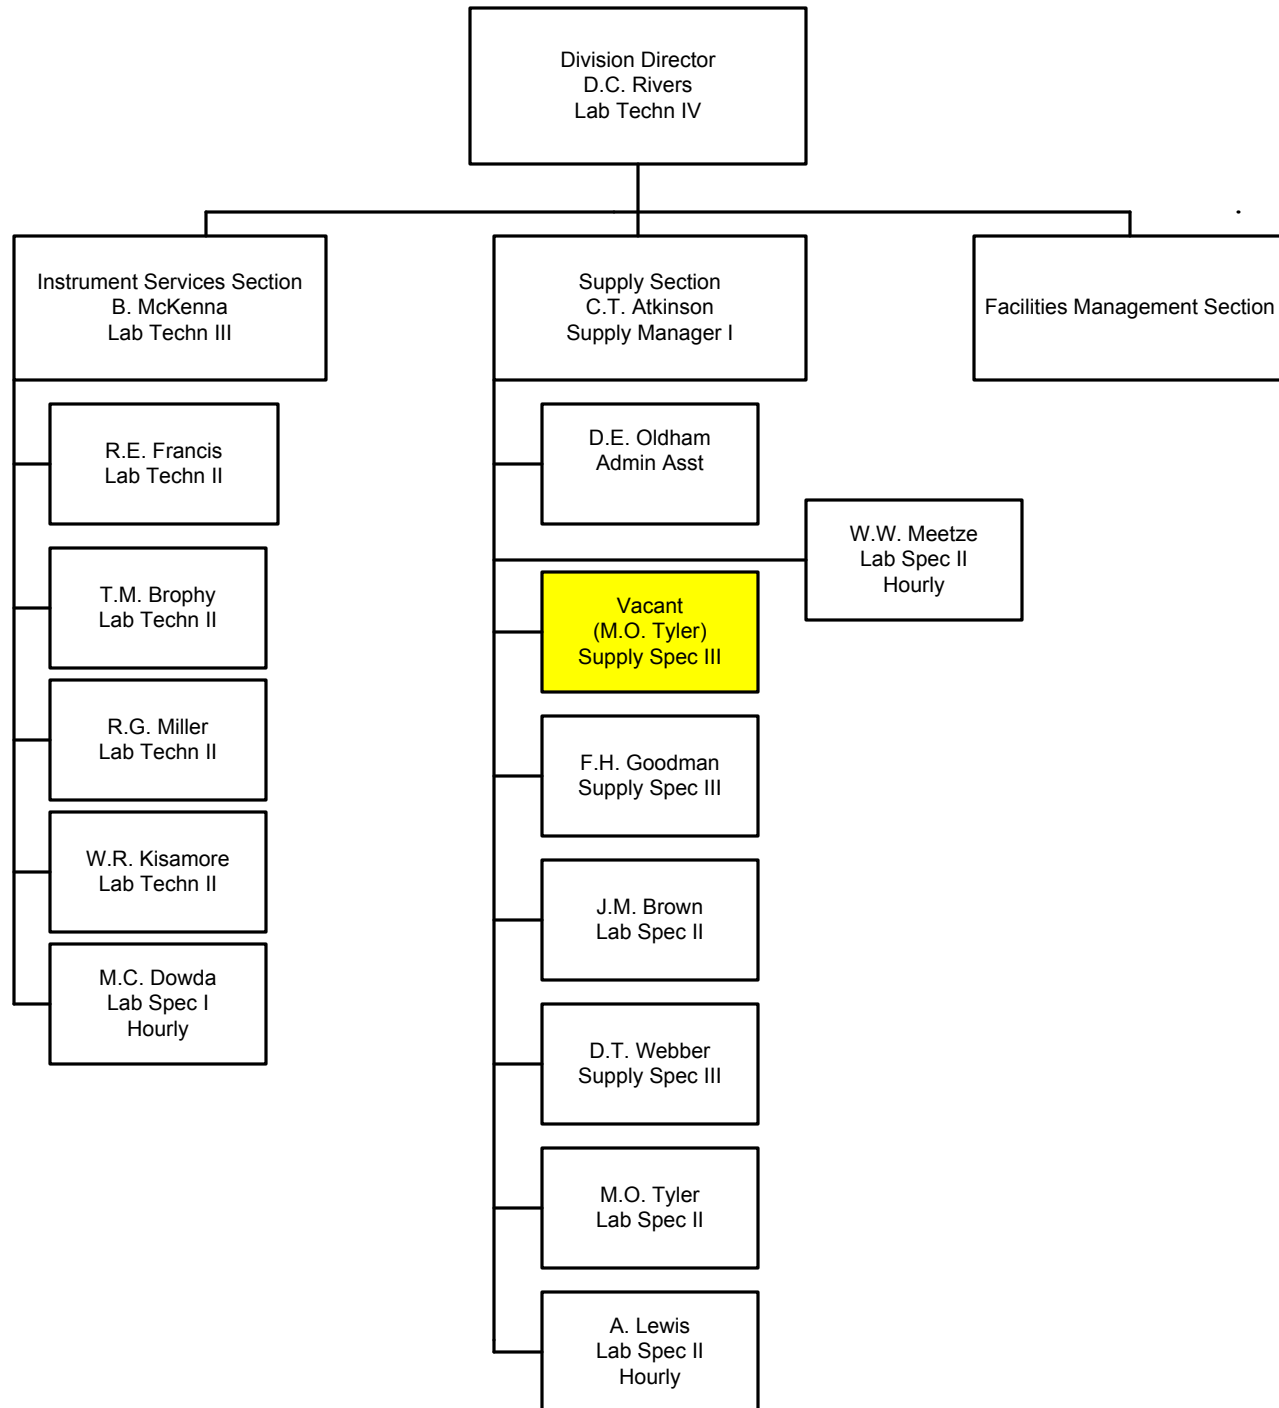 Division Director
D.C. Rivers
Lab Techn IV
Instrument Services Section
B. McKenna
Lab Techn III
Supply Section
C.T. Atkinson
Supply Manager I
Facilities Management Section
R.E. Francis
Lab Techn II
T.M. Brophy
Lab Techn II
R.G. Miller
Lab Techn II
W.R. Kisamore
Lab Techn II
M.C. Dowda
Lab Spec I
Hourly
D.E. Oldham
Admin Asst
W.W. Meetze
Lab Spec II
Hourly
Vacant
(M.O. Tyler)
Supply Spec III
F.H. Goodman
Supply Spec III
J.M. Brown
Lab Spec II
D.T. Webber
Supply Spec III
M.O. Tyler
Lab Spec II
A. Lewis
Lab Spec II
Hourly